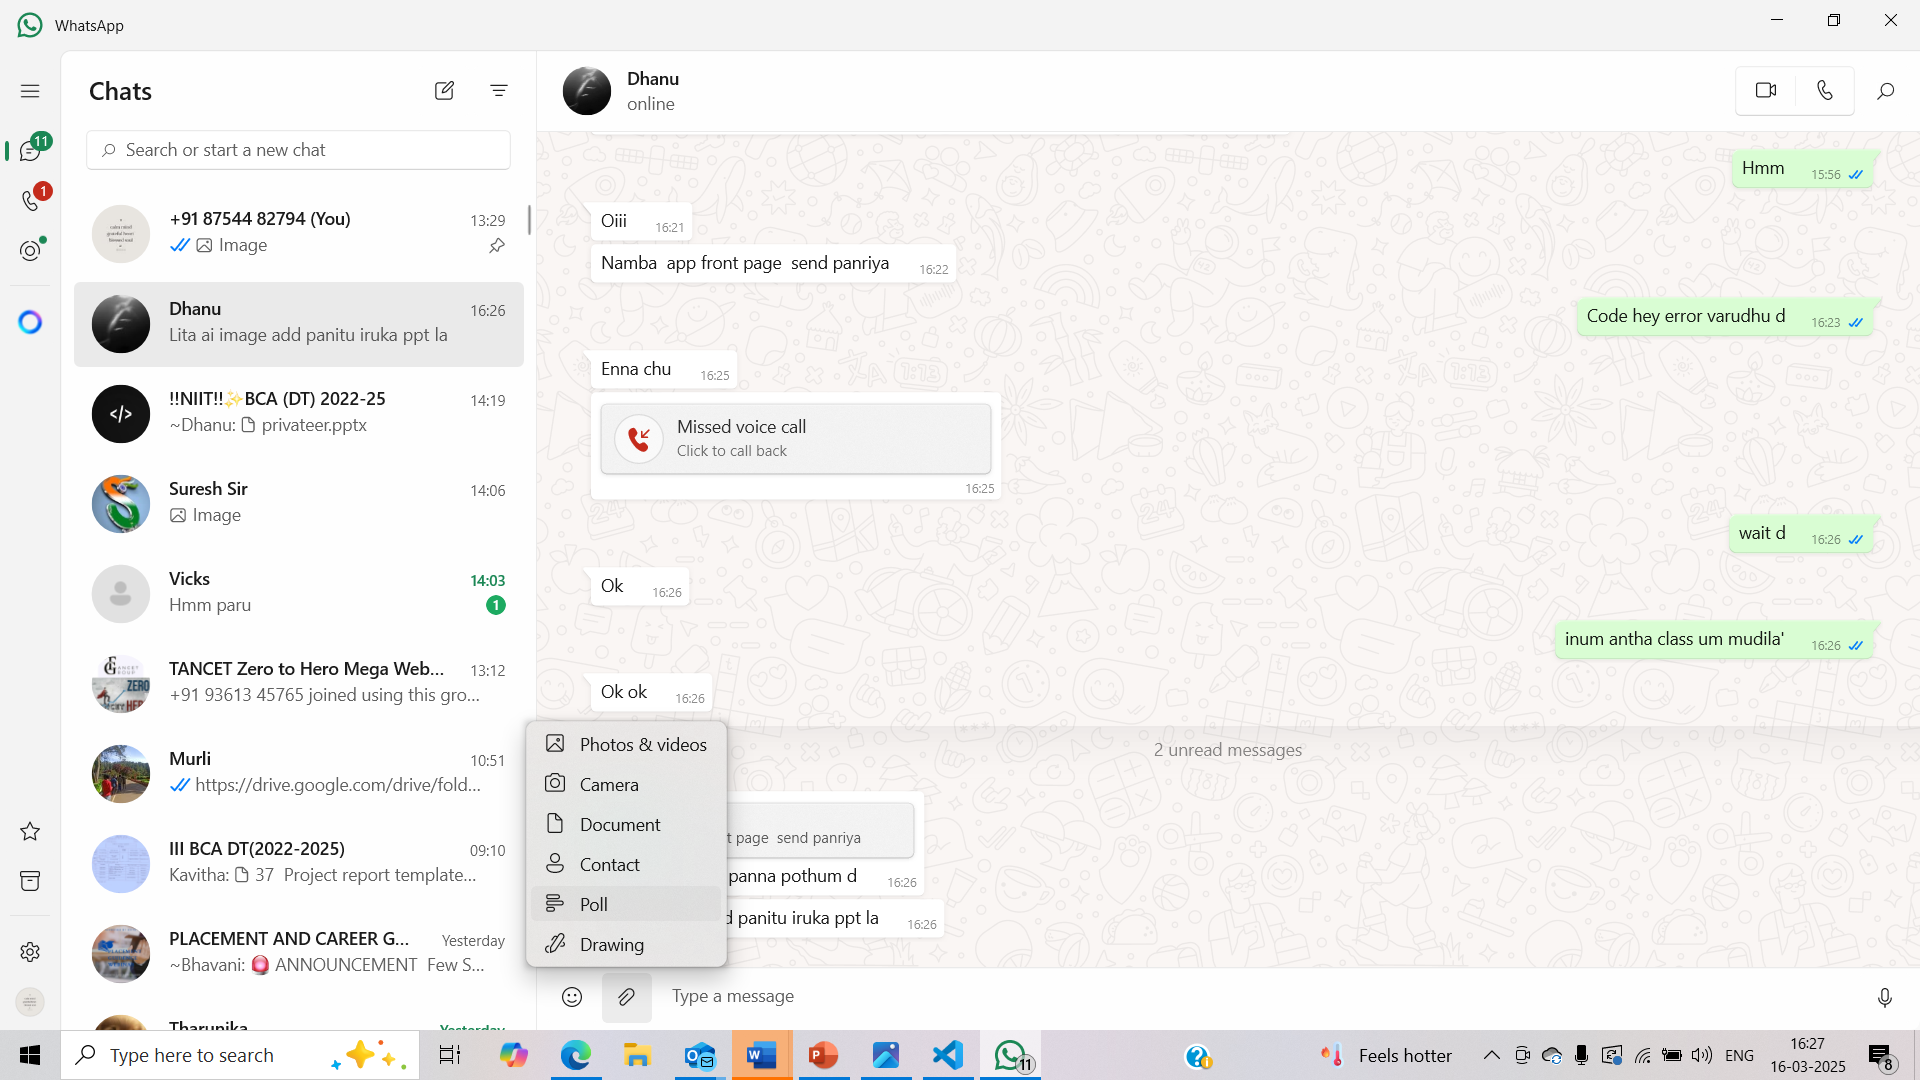 WhatsApp
Chats
11
1
Search or start a new chat
+91 87544 82794 (You)
13:29
Image
Dhanu
16:26
Lita ai image add panitu iruka ppt la
!!NIIT!!✨BCA (DT) 2022-25
14:19
~Dhanu: privateer.pptx
Suresh Sir
14:06
Image
Vicks
14:03
Hmm paru
1
TANCET Zero to Hero Mega Web...
13:12
+91 93613 45765 joined using this gro...
Murli
10:51
https://drive.google.com/drive/fold...
III BCA DT(2022-2025)
09:10
Kavitha: 37 Project report template...
PLACEMENT AND CAREER G...
Yesterday
~Bhavani: 🚨 ANNOUNCEMENT Few S...
Tharunika
Yesterday
Dhanu
online
Hmm 15:56
Oiii 16:21
Namba app front page send panriya 16:22
Code hey error varudhu d 16:23
Enna chu 16:25
Missed voice call
Click to call back
16:25
wait d 16:26
Ok 16:26
inum antha class um mudila' 16:26
Ok ok 16:26
2 unread messages
page send panriya
panna pothum d 16:26
panitu iruka ppt la 16:26
Photos & videos
Camera
Document
Contact
Poll
Drawing
Type a message
Type here to search
11
Feels hotter
ENG
16:27
16-03-2025
8